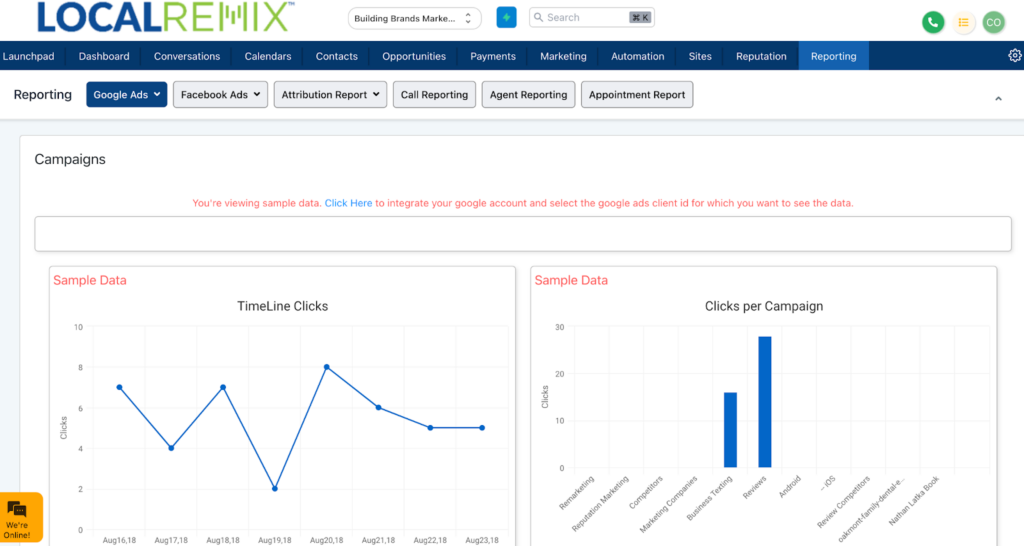 LOCALREMIX™
Building Brands Marke...
Search
⌘ K
CO
Launchpad
Dashboard
Conversations
Calendars
Contacts
Opportunities
Payments
Marketing
Automation
Sites
Reputation
Reporting
Reporting
Google Ads
Facebook Ads
Attribution Report
Call Reporting
Agent Reporting
Appointment Report
Campaigns
You're viewing sample data. Click Here to integrate your google account and select the google ads client id for which you want to see the data.
Sample Data
TimeLine Clicks
10
8
6
4
2
0
Clicks
Aug16,18
Aug17,18
Aug18,18
Aug19,18
Aug20,18
Aug21,18
Aug22,18
Aug23,18
Sample Data
Clicks per Campaign
30
20
10
0
Clicks
Remarketing
Reputation Marketing
Competitors
Marketing Companies
Business Texting
Reviews
Android
-- iOS
Review Competitors
oakmont-family-dental-e...
Nathan Latka Book
We're
Online!